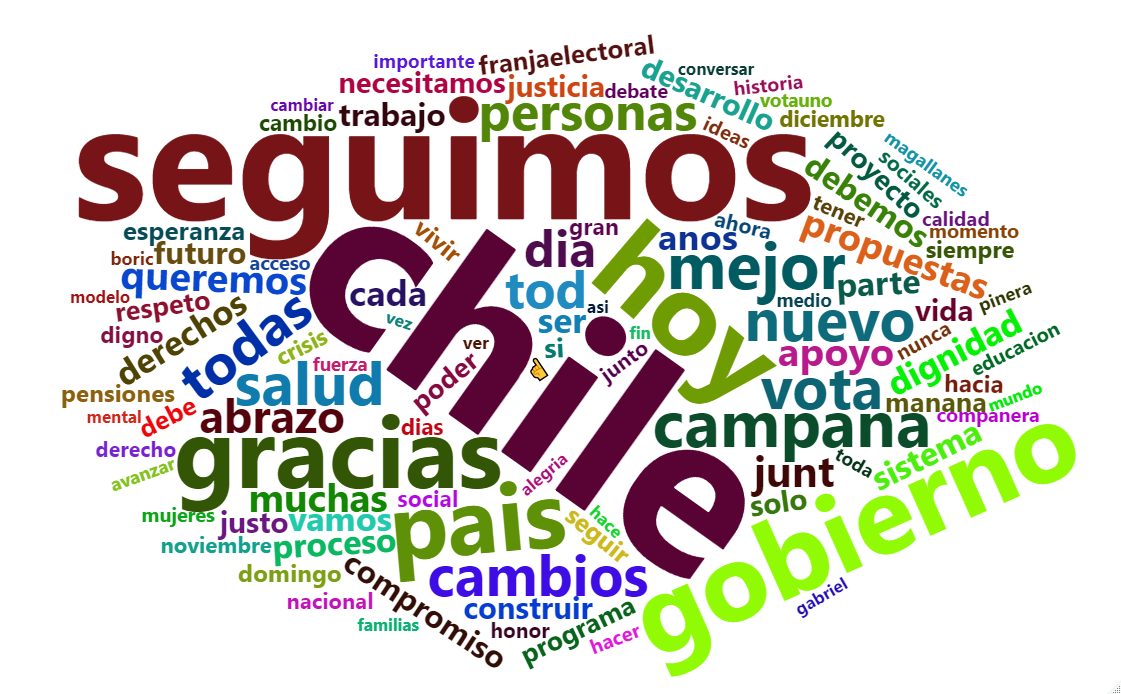 importante
franjaelectoral
necesitamos
justicia
debate
desarrollo
conversar
historia
votauno
diciembre
cambiar
cambio
trabajo
personas
ideas
seguimos
magallanes
sociales
proyecto
debemos
tener
calidad
momento
siempre
propuestas
esperanza
futuro
boric
acceso
queremos
modelo
respeto
digno
derechos
todas
vivir
chile
cada
vez
dia
gran
tod
asi
ser
si
hoy
anos
ahora
mejor
medio
parte
nuevo
vida
pinera
nunca
educacion
apoyo
dignidad
hacia
mundo
vota
manana
companera
crisis
fuerza
salud
ver
poder
fin
junto
pensiones
mental
debe
abrazo
dias
derecho
avanzar
gracias
alegria
campana
junt
toda
sistema
solo
gobierno
muchas
social
mujeres
justo
vamos
noviembre
proceso
pais
hace
seguir
domingo
compromiso
cambios
nacional
familias
construir
honor
programa
hacer
gabriel